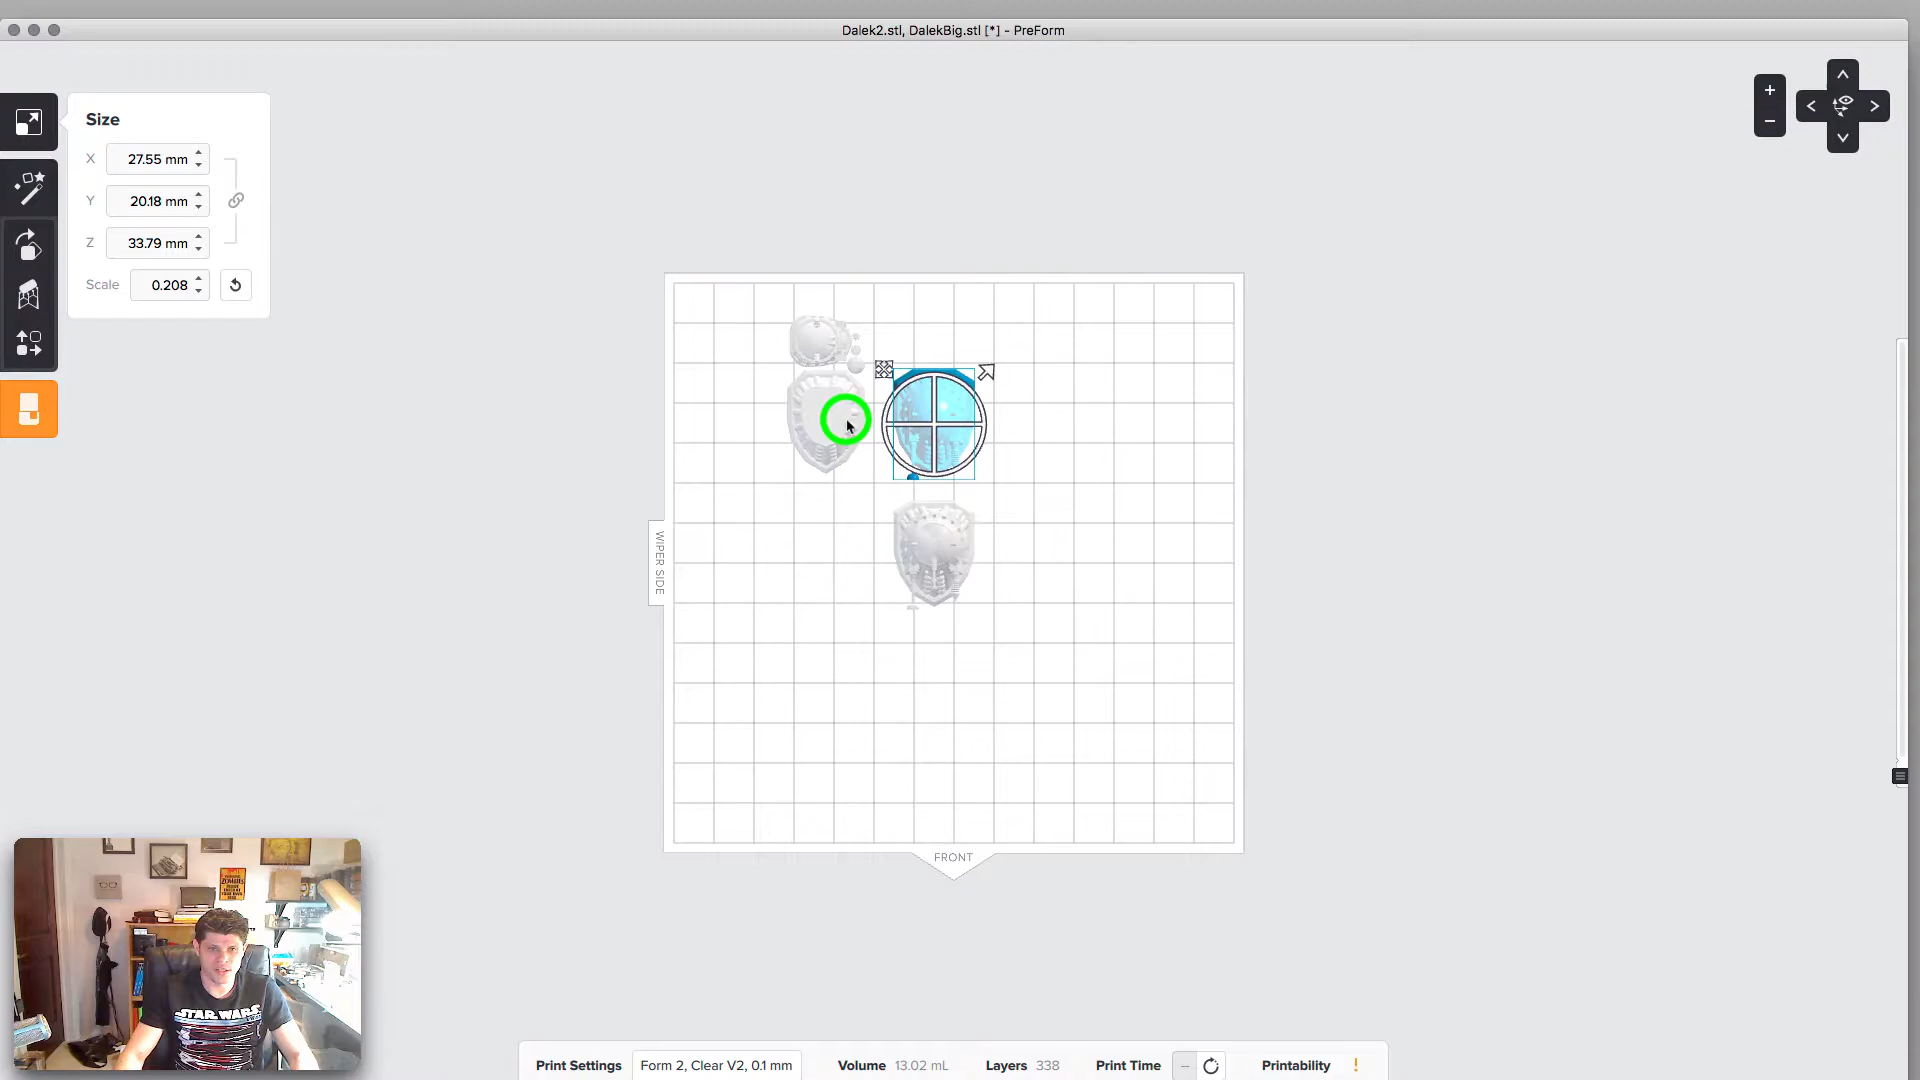 Dalek2.stl, DalekBig.stl [*] - PreForm
Size
X 27.55 mm
Y 20.18 mm
Z 33.79 mm
Scale 0.208
WIPER SIDE
FRONT
STAR WARS
Print Settings Form 2, Clear V2, 0.1 mm Volume 13.02 mL Layers 338 Print Time – Printability !